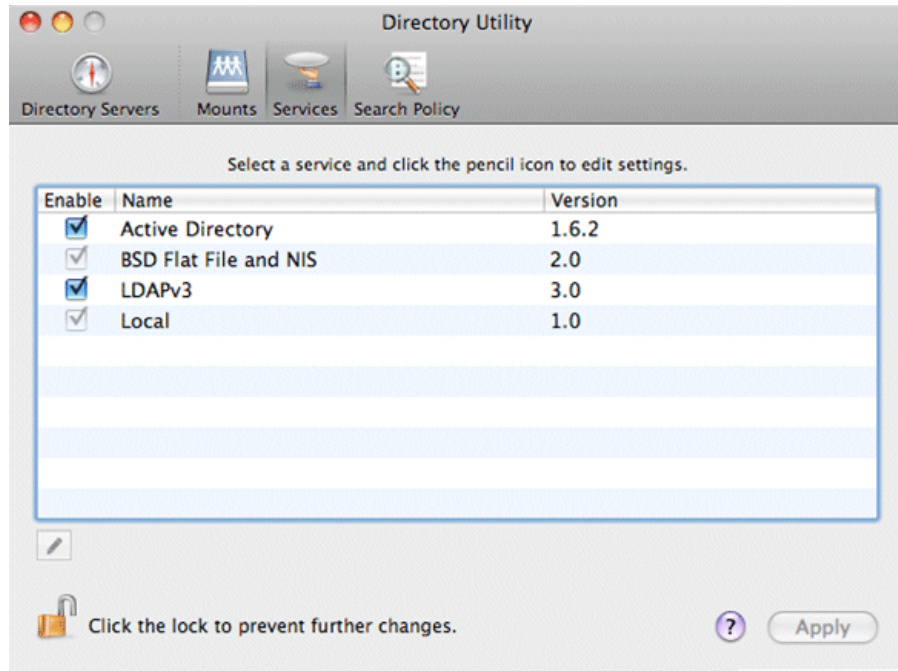 Directory Utility
Directory Servers Mounts Services Search Policy
Select a service and click the pencil icon to edit settings.
Enable Name Version
Active Directory 1.6.2
BSD Flat File and NIS 2.0
LDAPv3 3.0
Local 1.0
Click the lock to prevent further changes. ? Apply